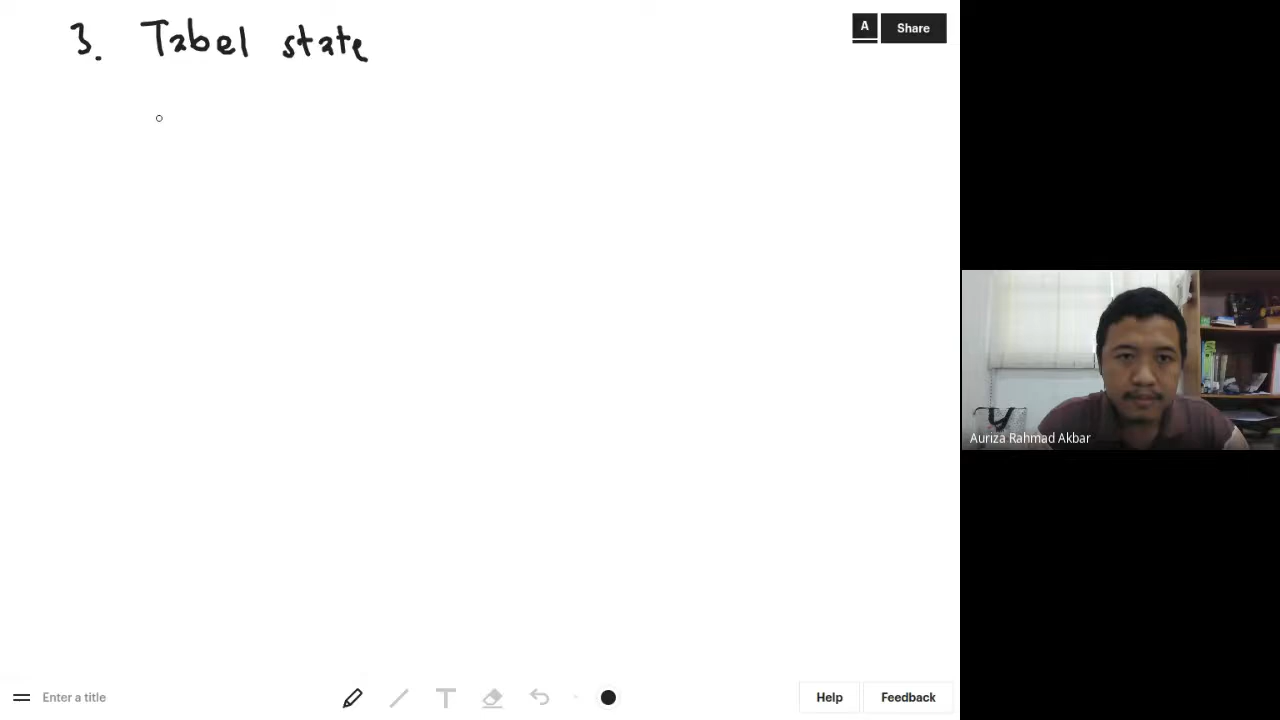 3. Tabel state
A
Share
Auriza Rahmad Akbar
Enter a title
T
Help
Feedback